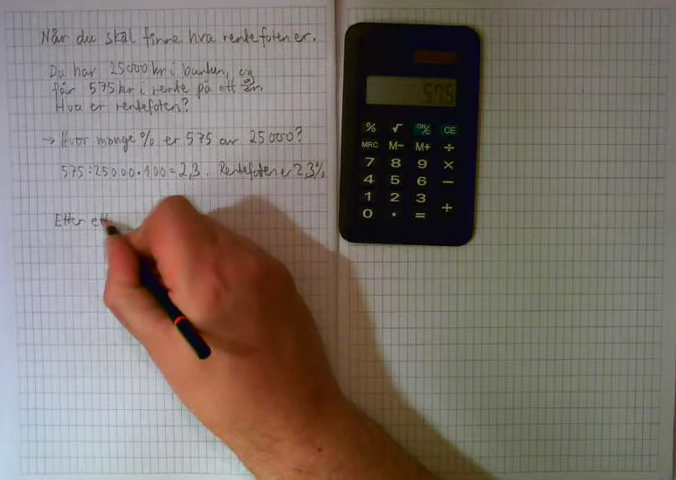 Når du skal finne hva rentefoten er.
Du har 25000 kr i banken, og
får 575 kr i rente på ett år.
Hva er rentefoten?
→ Hvor mange % er 575 av 25000?
575:25000·100=2,3. Rentefoten er 2,3%
Etter ett
575
% √ ON/C CE
MRC M- M+ ÷
7 8 9 ×
4 5 6 −
1 2 3 +
0 · =